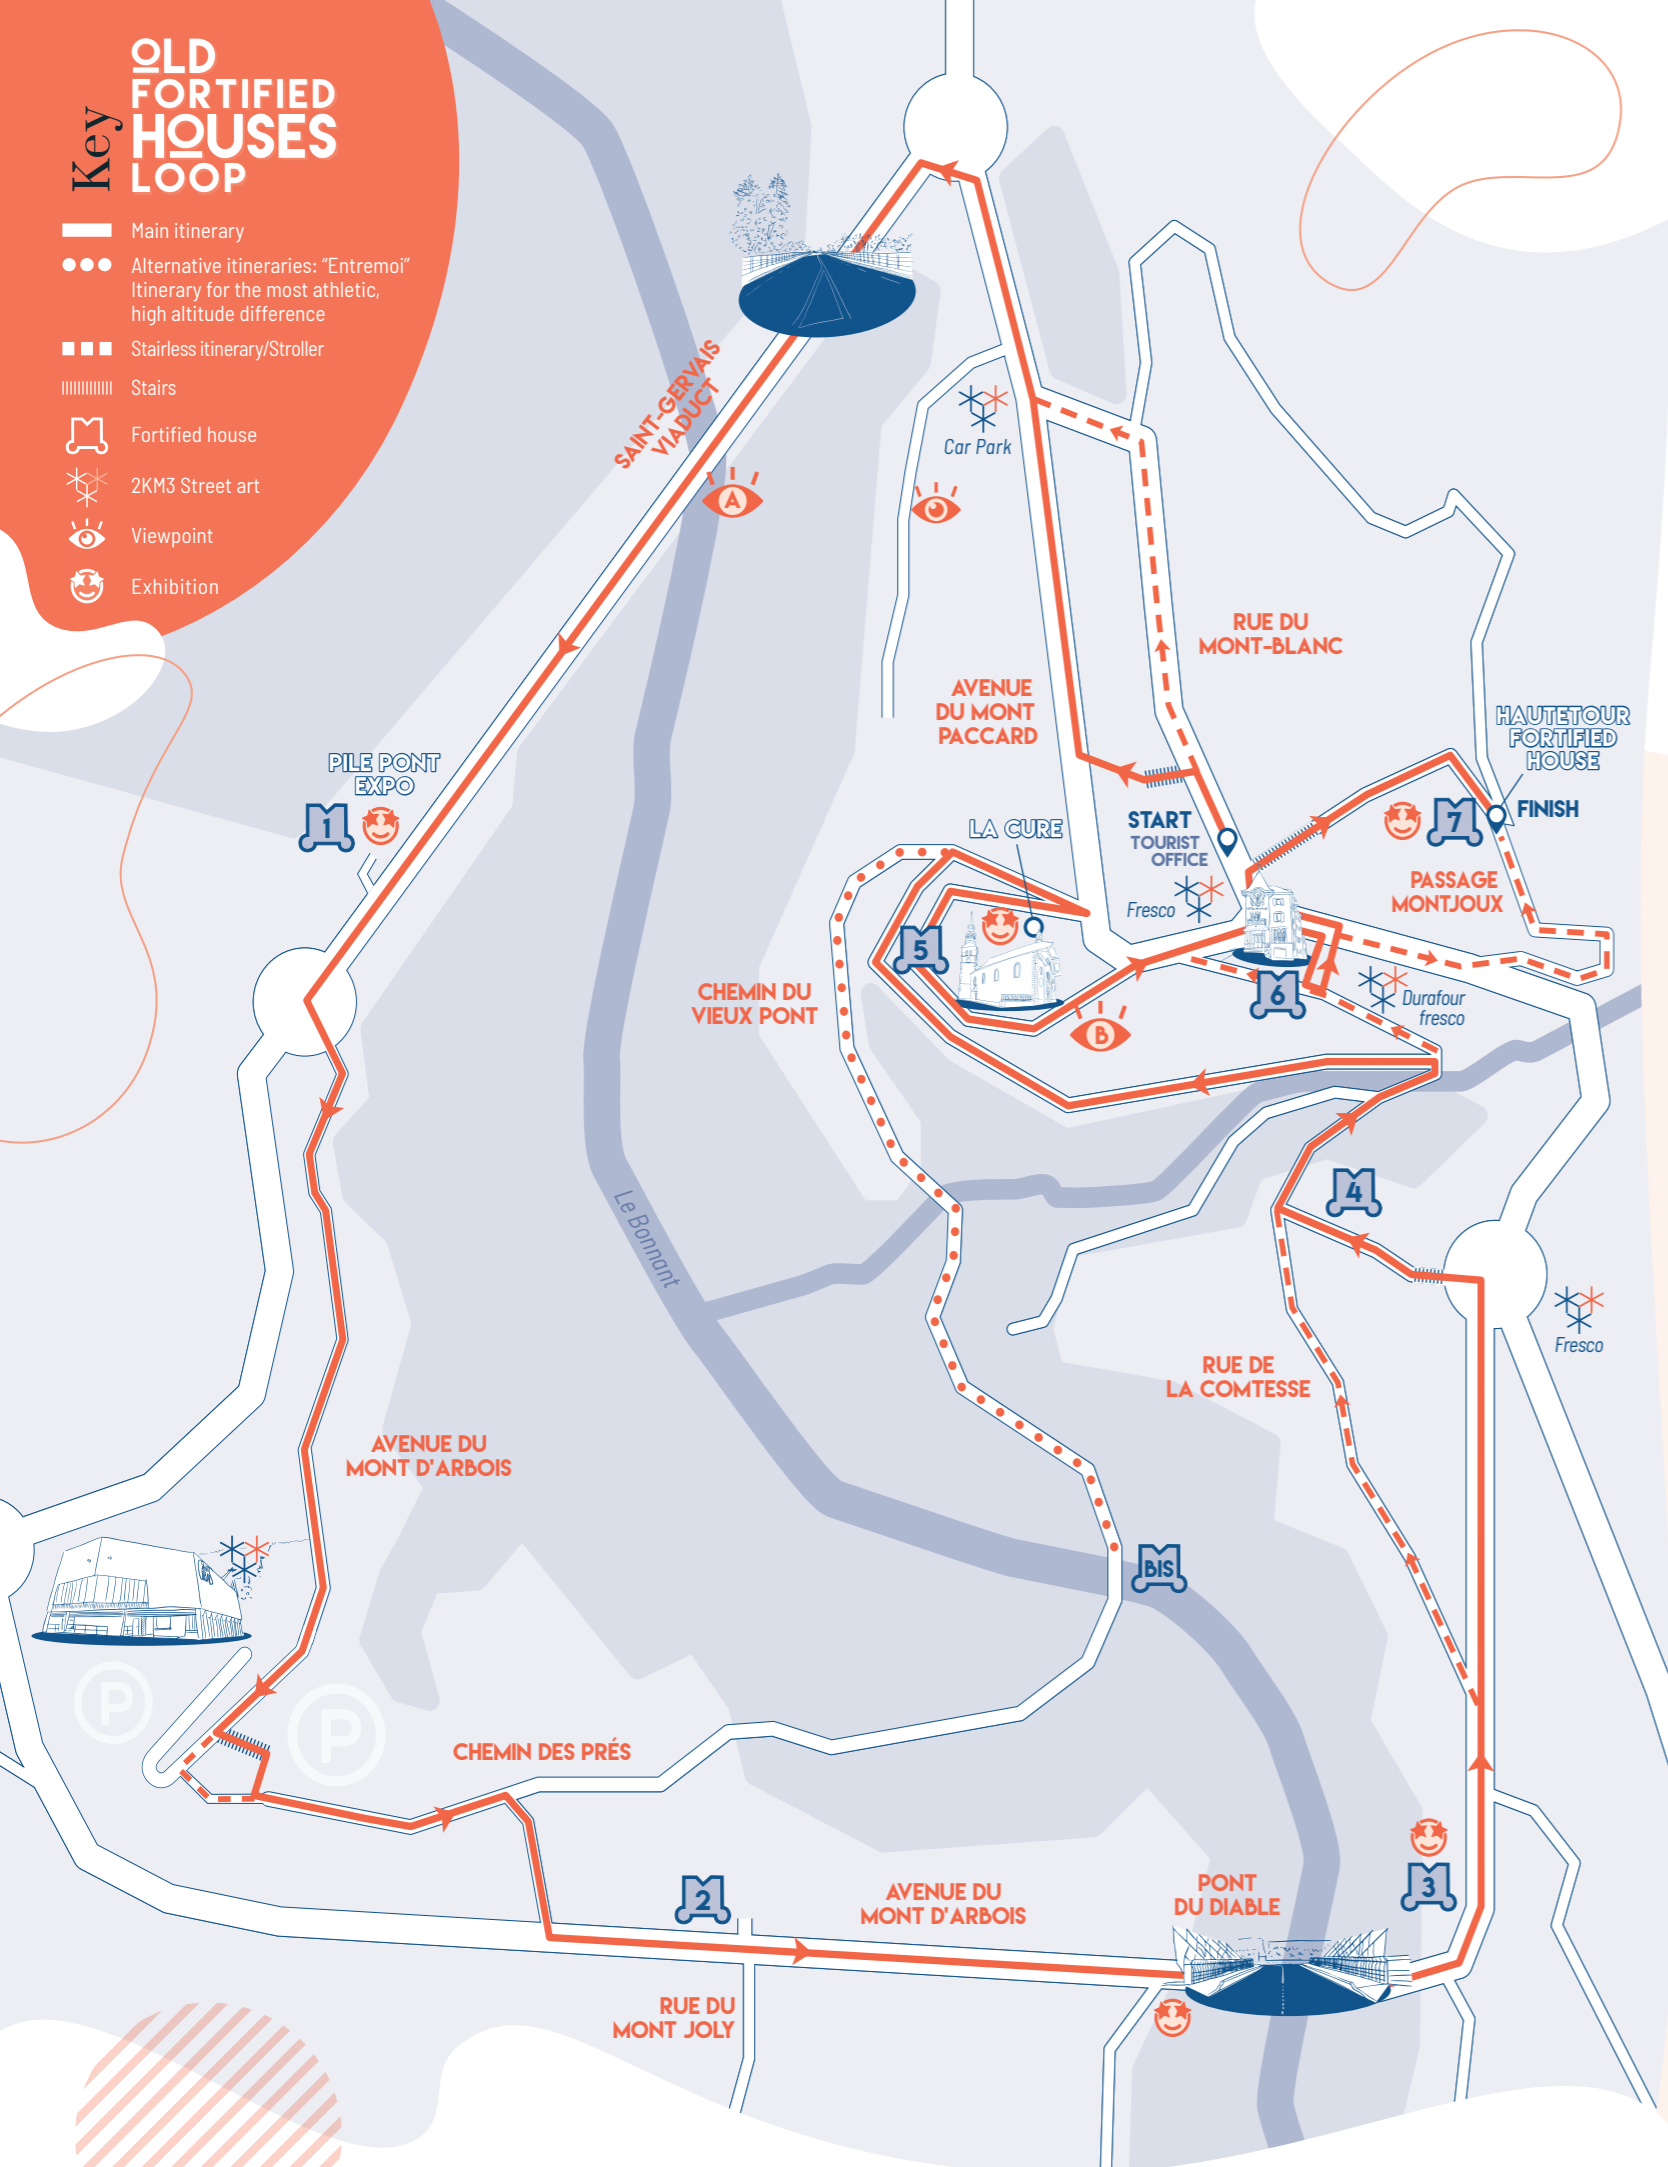 Key
OLD
FORTIFIED
HOUSES
LOOP
Main itinerary
Alternative itineraries: “Entremoi”
Itinerary for the most athletic,
high altitude difference
Stairless itinerary/Stroller
Stairs
Fortified house
2KM3 Street art
Viewpoint
Exhibition
SAINT-GERVAIS
VIADUCT
A
Car Park
RUE DU
MONT-BLANC
AVENUE
DU MONT
PACCARD
HAUTETOUR
FORTIFIED
HOUSE
PILE PONT
EXPO
1
7
FINISH
START
TOURIST
OFFICE
LA CURE
Fresco
PASSAGE
MONTJOUX
5
6
CHEMIN DU
VIEUX PONT
B
Durafour
fresco
Le Bonnant
4
Fresco
RUE DE
LA COMTESSE
AVENUE DU
MONT D'ARBOIS
BIS
P
P
CHEMIN DES PRÉS
2
AVENUE DU
MONT D'ARBOIS
PONT
DU DIABLE
3
RUE DU
MONT JOLY